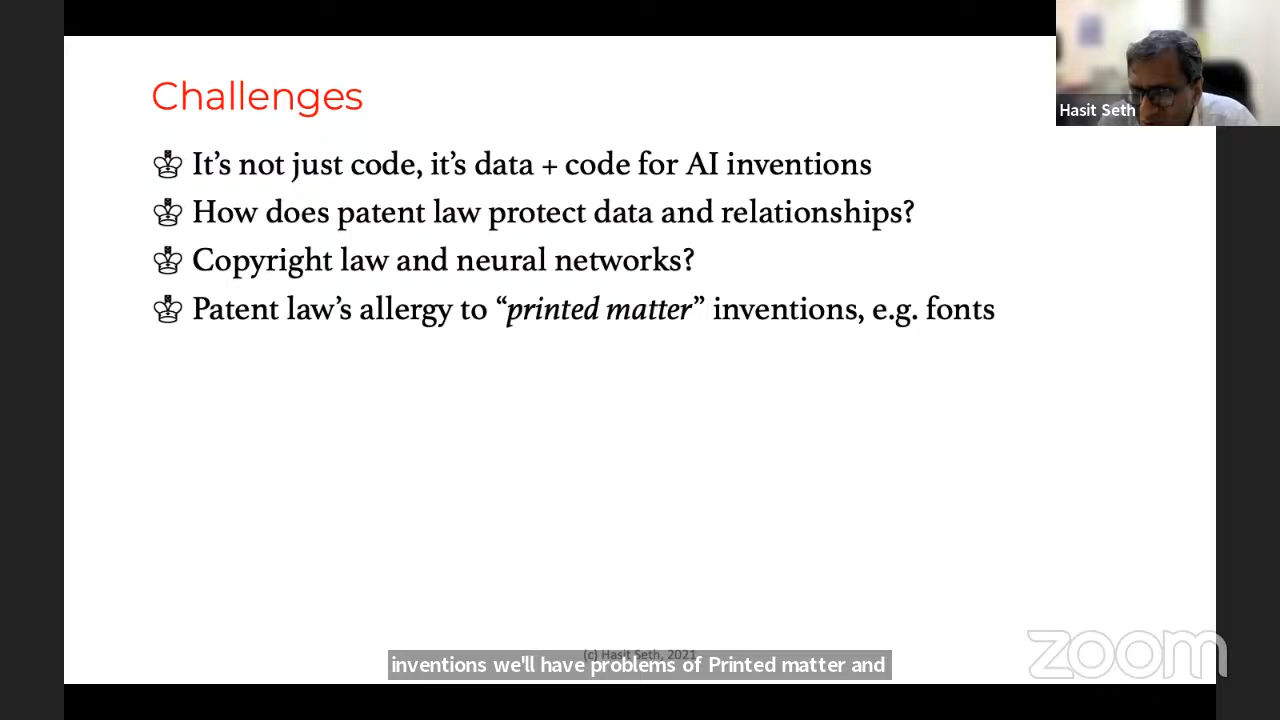 Challenges
Hasit Seth
It's not just code, it's data + code for AI inventions
How does patent law protect data and relationships?
Copyright law and neural networks?
Patent law's allergy to “printed matter” inventions, e.g. fonts
(c) Hasit Seth, 2021
inventions we'll have problems of Printed matter and
zoom